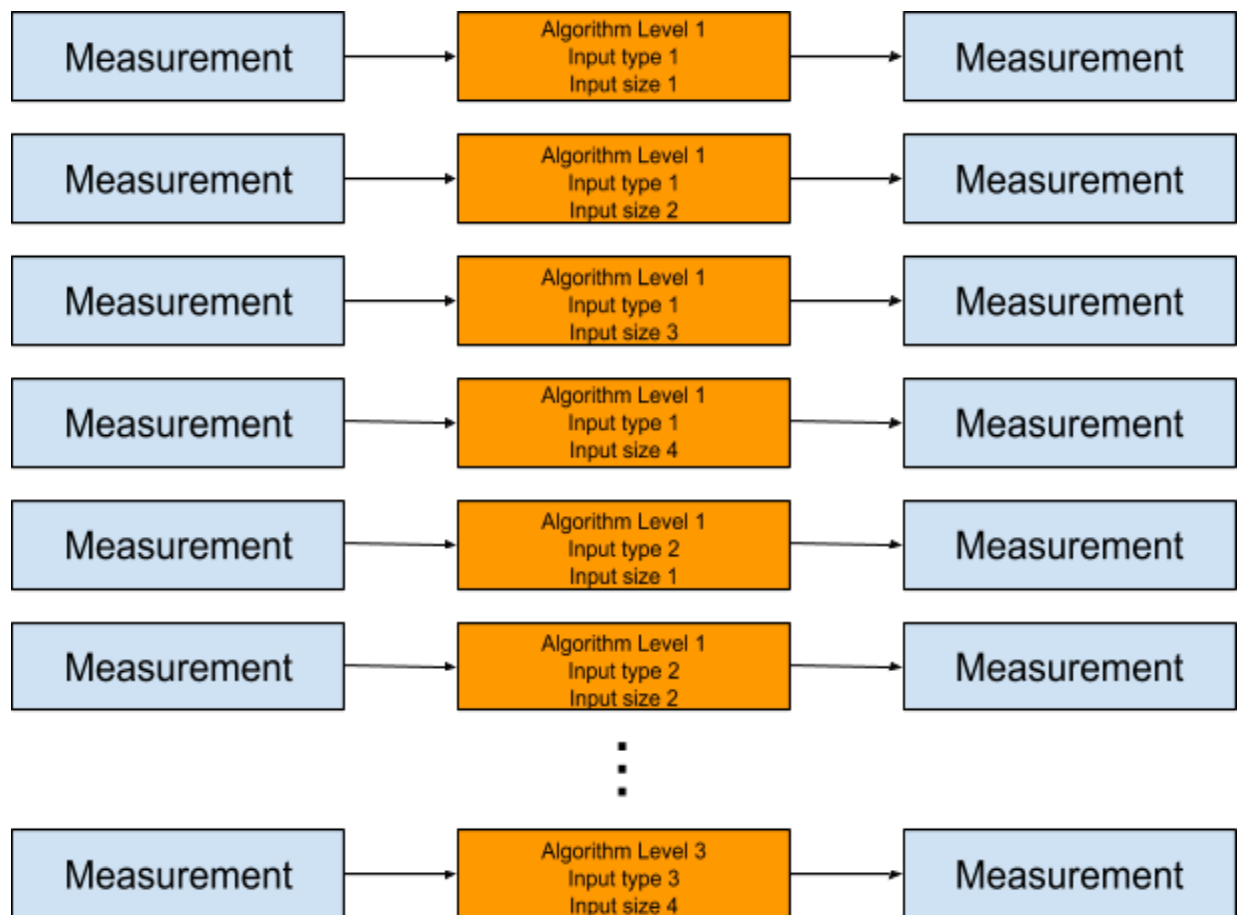 Measurement
Algorithm Level 1
Input type 1
Input size 1
Measurement
Measurement
Algorithm Level 1
Input type 1
Input size 2
Measurement
Measurement
Algorithm Level 1
Input type 1
Input size 3
Measurement
Measurement
Algorithm Level 1
Input type 1
Input size 4
Measurement
Measurement
Algorithm Level 1
Input type 2
Input size 1
Measurement
Measurement
Algorithm Level 1
Input type 2
Input size 2
Measurement
Measurement
Algorithm Level 3
Input type 3
Input size 4
Measurement